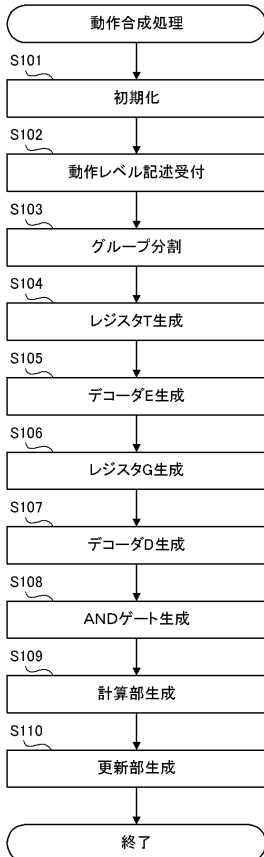 動作合成処理
S101
初期化
S102
動作レベル記述受付
S103
グループ分割
S104
レジスタT生成
S105
デコーダE生成
S106
レジスタG生成
S107
デコーダD生成
S108
ANDゲート生成
S109
計算部生成
S110
更新部生成
終了